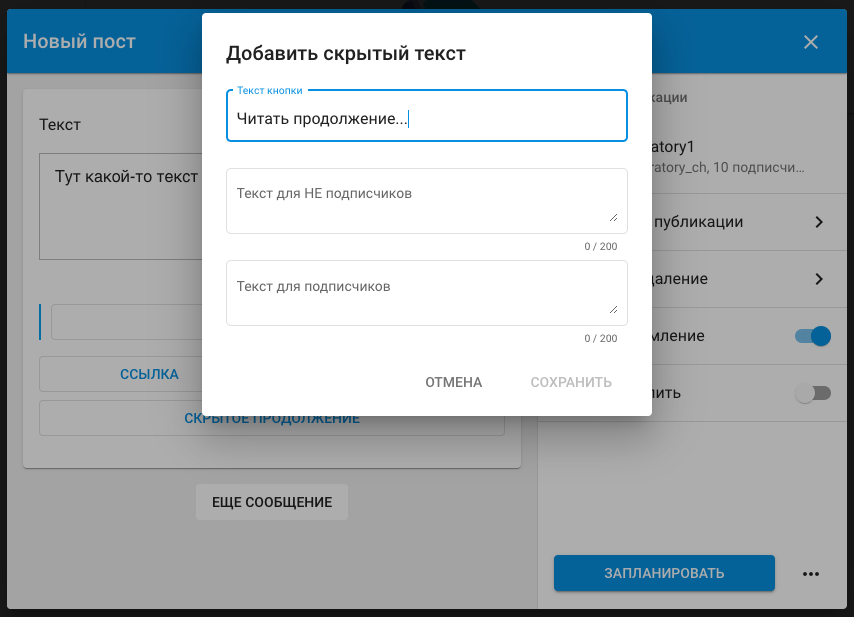 Новый пост
Добавить скрытый текст
Текст кнопки
Читать продолжение...
Текст для НЕ подписчиков
0 / 200
Текст для подписчиков
0 / 200
ОТМЕНА
СОХРАНИТЬ
Текст
Тут какой-то текст
ССЫЛКА
СКРЫТОЕ ПРОДОЛЖЕНИЕ
ЕЩЕ СООБЩЕНИЕ
кации
atory1
ratory_ch, 10 подписчи...
публикации
даление
мление
ить
ЗАПЛАНИРОВАТЬ